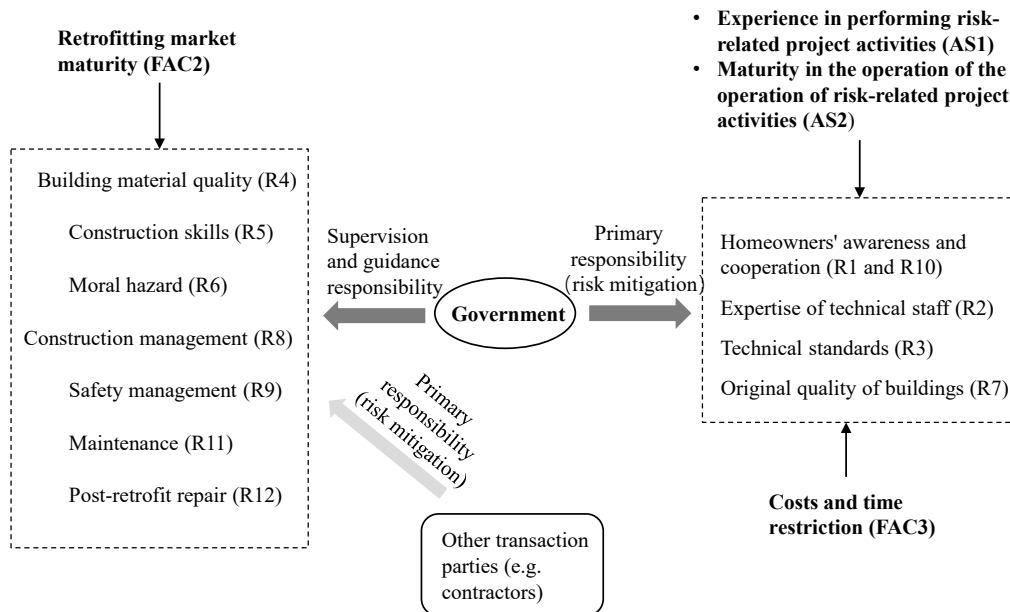 Retrofitting market
maturity (FAC2)
Building material quality (R4)
Construction skills (R5)
Moral hazard (R6)
Construction management (R8)
Safety management (R9)
Maintenance (R11)
Post-retrofit repair (R12)
Supervision
and guidance
responsibility
Government
Primary
responsibility
(risk mitigation)
Primary
responsibility
(risk mitigation)
Other transaction
parties (e.g.
contractors)
• Experience in performing risk-
related project activities (AS1)
• Maturity in the operation of the
operation of risk-related project
activities (AS2)
Homeowners' awareness and
cooperation (R1 and R10)
Expertise of technical staff (R2)
Technical standards (R3)
Original quality of buildings (R7)
Costs and time
restriction (FAC3)